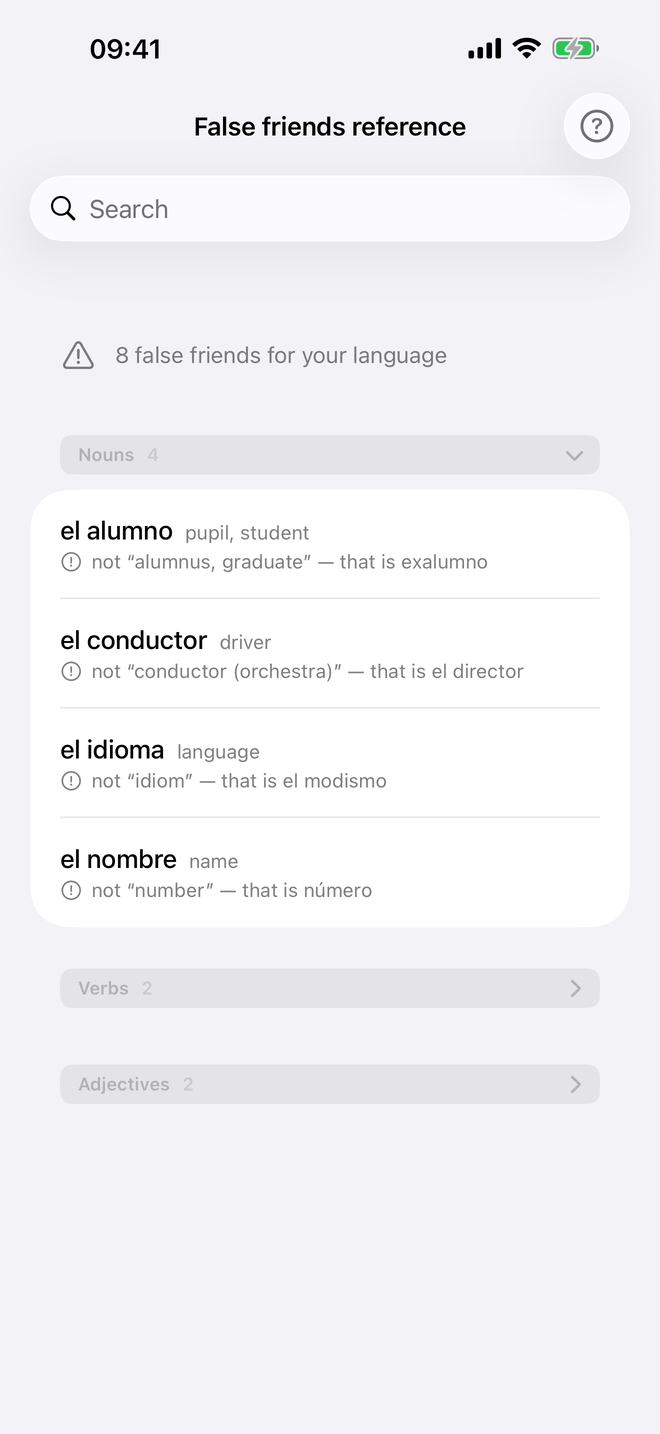 09:41
False friends reference
Search
8 false friends for your language
Nouns 4
el alumno pupil, student
not “alumnus, graduate” — that is exalumno
el conductor driver
not “conductor (orchestra)” — that is el director
el idioma language
not “idiom” — that is el modismo
el nombre name
not “number” — that is número
Verbs 2
Adjectives 2